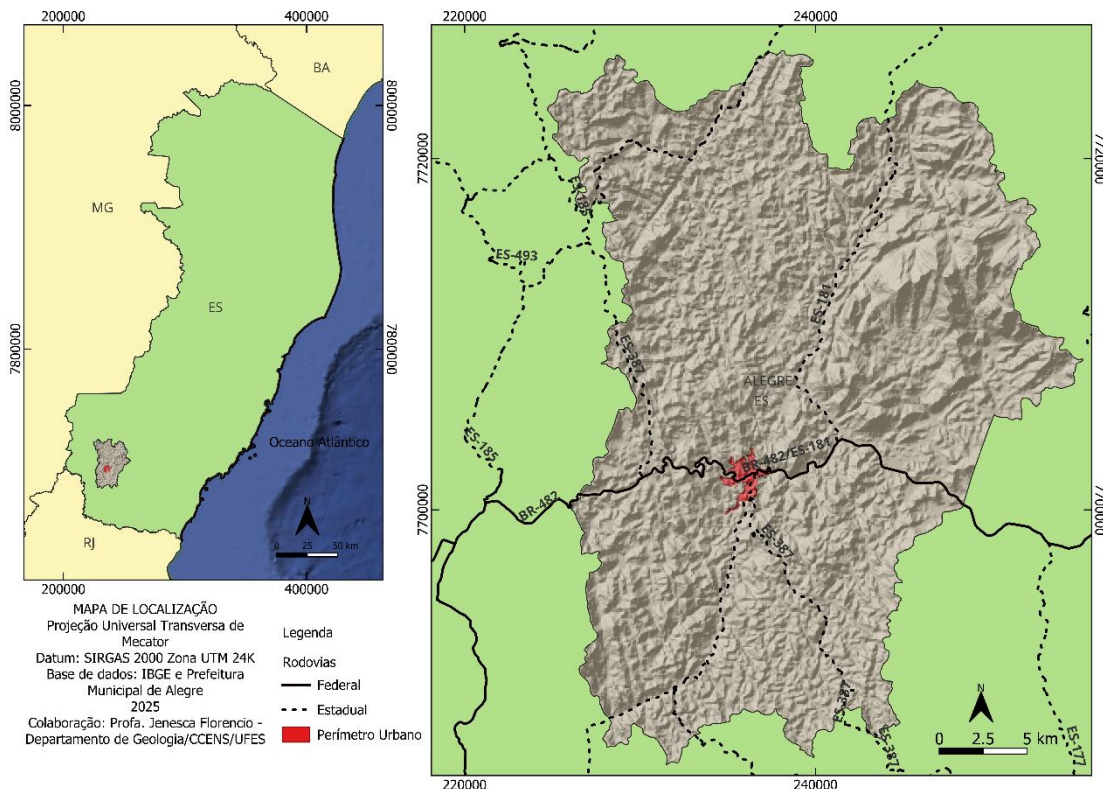 200000
400000
BA
8000000
8000000
MG
ES
7800000
7800000
Oceano Atlântico
N
0 25 50 km
RJ
200000
400000
MAPA DE LOCALIZAÇÃO
Projeção Universal Transversa de
Mecator
Datum: SIRGAS 2000 Zona UTM 24K
Base de dados: IBGE e Prefeitura
Municipal de Alegre
2025
Colaboração: Profa. Jenesca Florencio -
Departamento de Geologia/CCENS/UFES
Legenda
Rodovias
Federal
Estadual
Perímetro Urbano
220000
240000
7720000
7720000
ES-185
ES-493
ES-181
ES-387
ALEGRE
ES
ES-185
BR-482/ES-181
BR-482
7700000
7700000
ES-387
ES-387
ES-387
ES-177
N
0 2.5 5 km
220000
240000